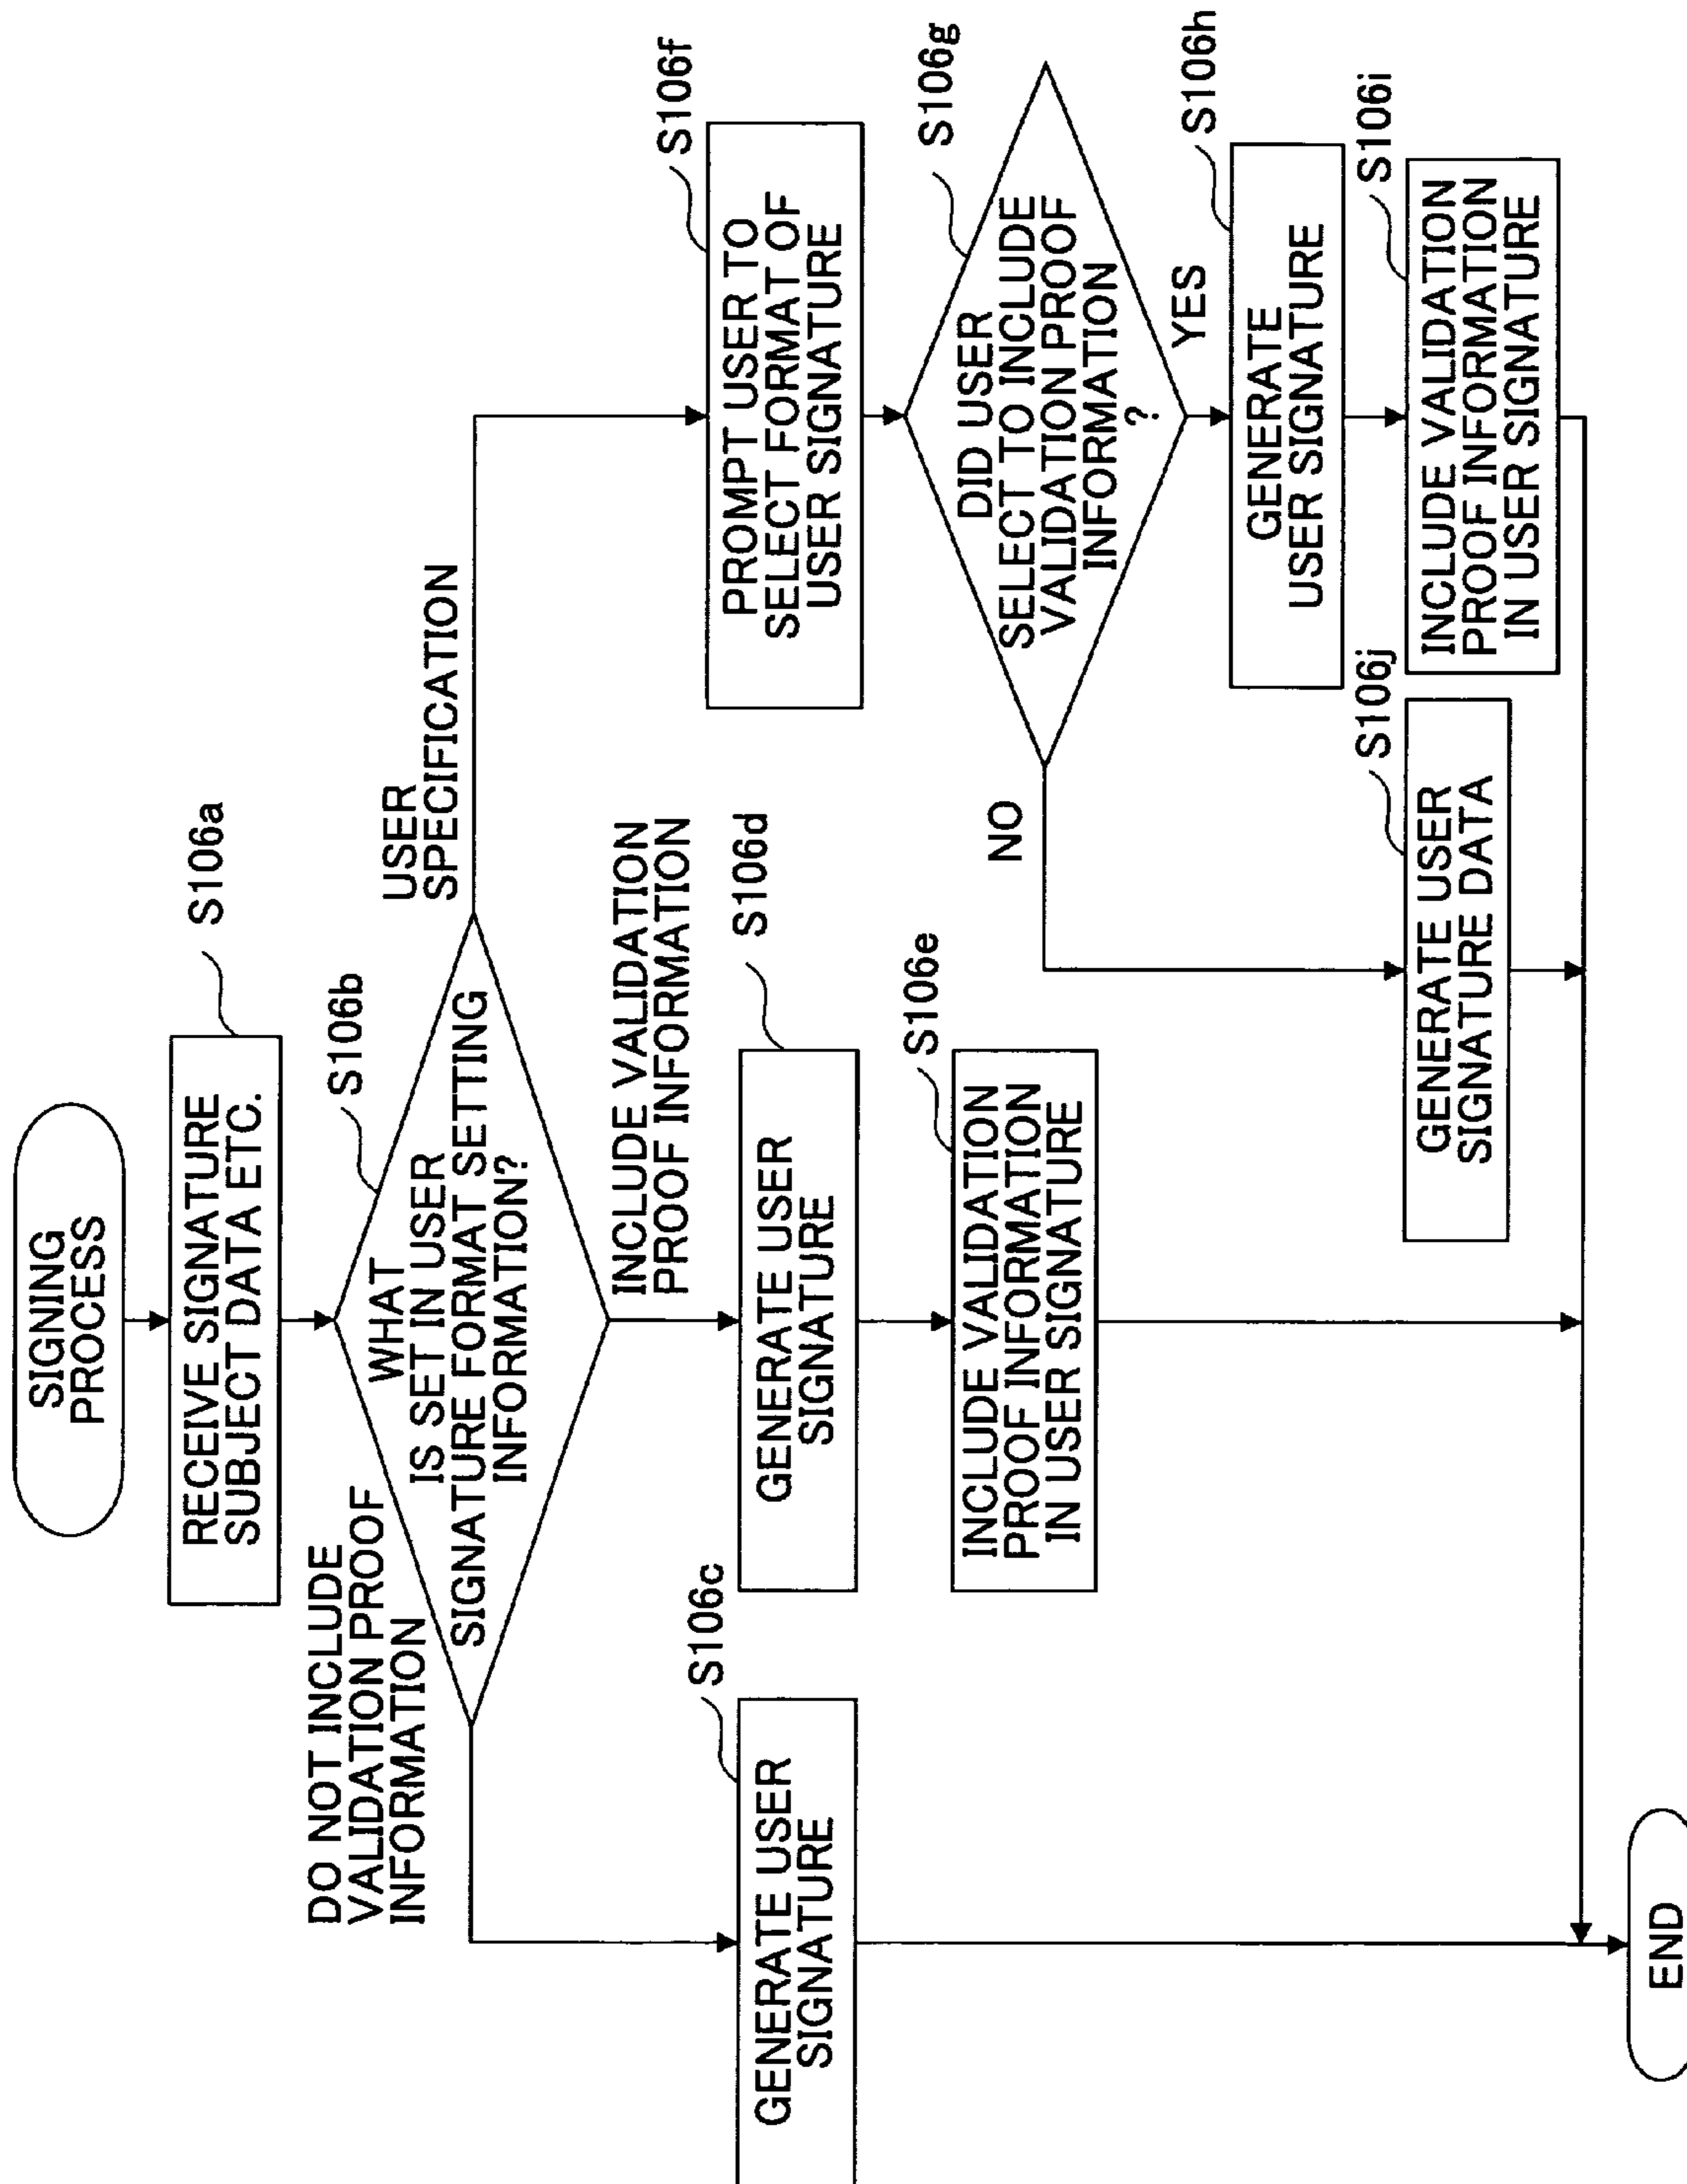 SIGNING
PROCESS
S106a
RECEIVE SIGNATURE
SUBJECT DATA ETC.
S106b
WHAT
IS SET IN USER
SIGNATURE FORMAT SETTING
INFORMATION?
DO NOT INCLUDE
VALIDATION PROOF
INFORMATION
INCLUDE VALIDATION
PROOF INFORMATION
USER
SPECIFICATION
S106c
GENERATE USER
SIGNATURE
S106d
GENERATE USER
SIGNATURE
S106e
INCLUDE VALIDATION
PROOF INFORMATION
IN USER SIGNATURE
S106f
PROMPT USER TO
SELECT FORMAT OF
USER SIGNATURE
S106g
DID USER
SELECT TO INCLUDE
VALIDATION PROOF
INFORMATION
?
NO
YES
S106h
GENERATE
USER SIGNATURE
S106i
INCLUDE VALIDATION
PROOF INFORMATION
IN USER SIGNATURE
S106j
GENERATE USER
SIGNATURE DATA
END